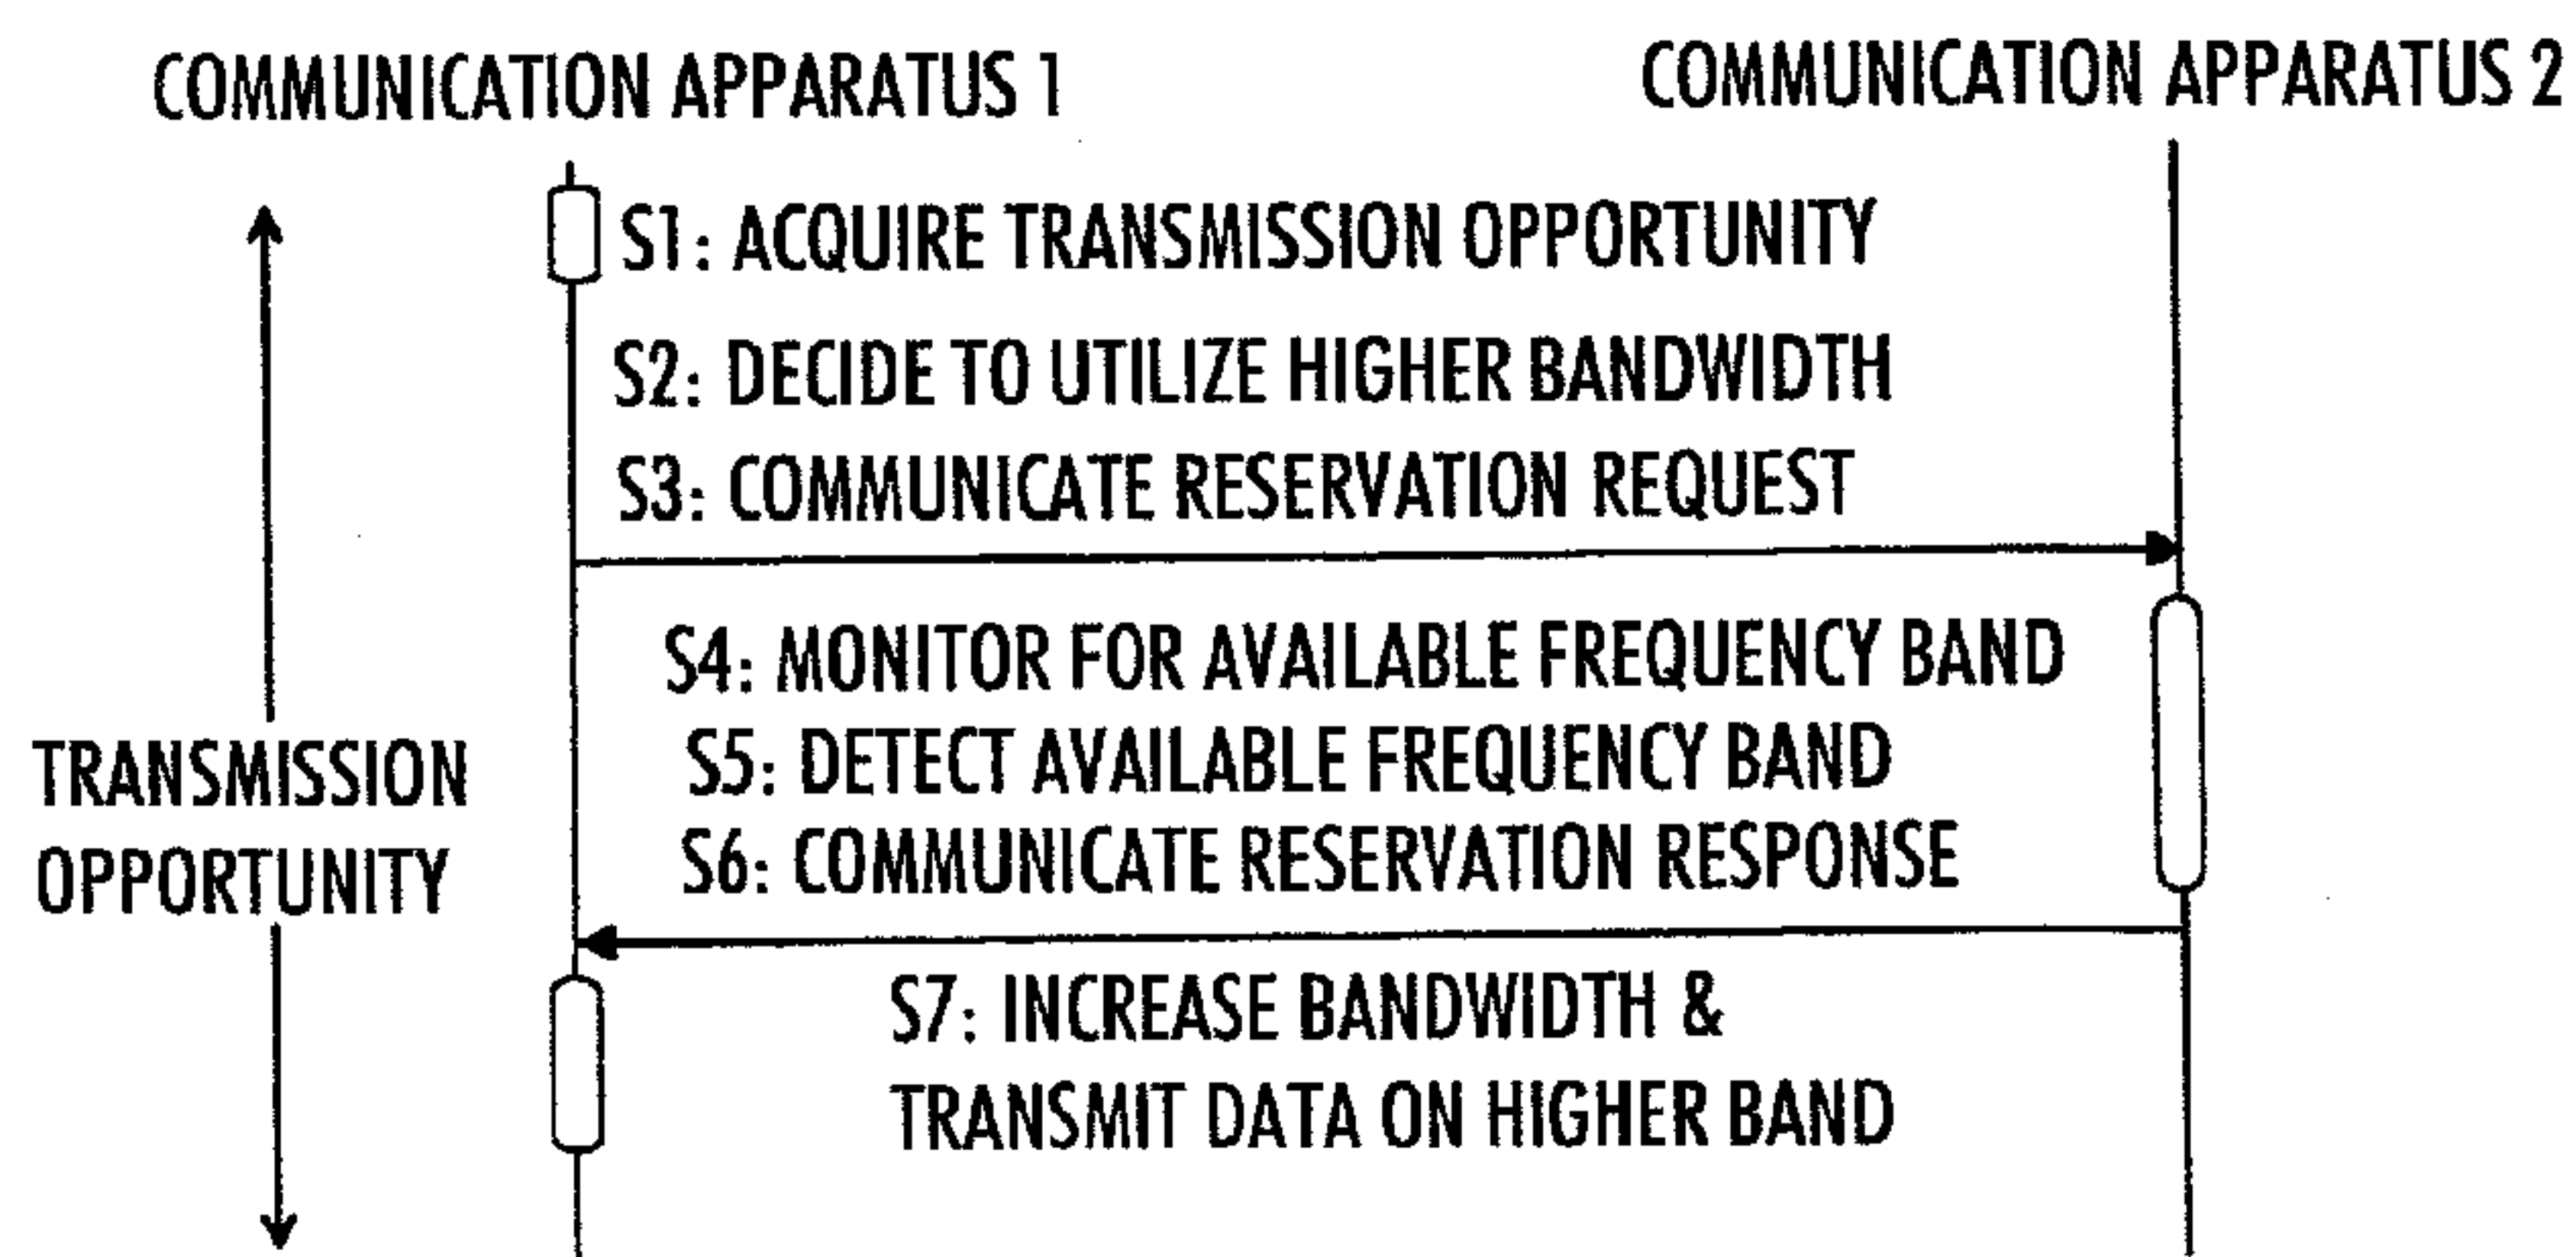 COMMUNICATION APPARATUS 1
COMMUNICATION APPARATUS 2
S1: ACQUIRE TRANSMISSION OPPORTUNITY
S2: DECIDE TO UTILIZE HIGHER BANDWIDTH
S3: COMMUNICATE RESERVATION REQUEST
S4: MONITOR FOR AVAILABLE FREQUENCY BAND
S5: DETECT AVAILABLE FREQUENCY BAND
S6: COMMUNICATE RESERVATION RESPONSE
TRANSMISSION
OPPORTUNITY
S7: INCREASE BANDWIDTH &
TRANSMIT DATA ON HIGHER BAND